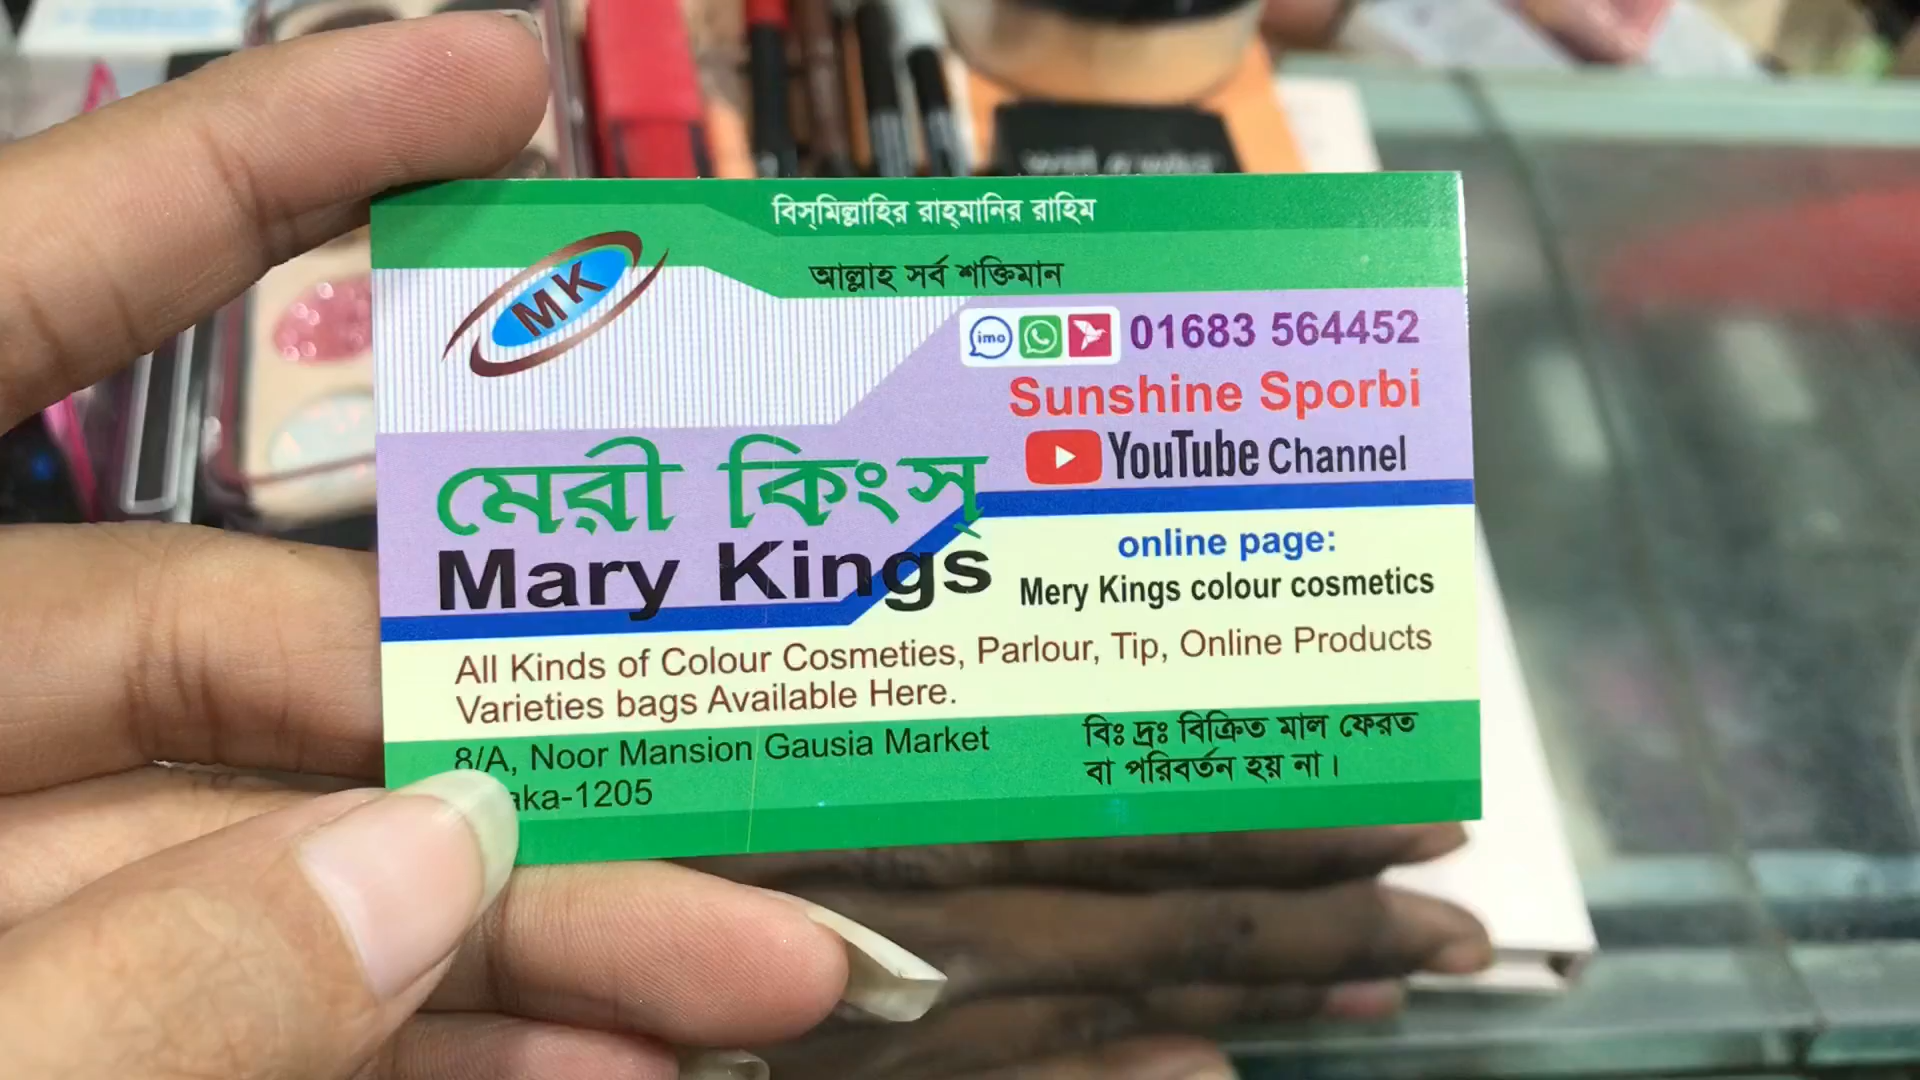 বিস্‌মিল্লাহির রাহ্‌মানির রাহিম
আল্লাহ সর্ব শক্তিমান
MK
imo 01683 564452
Sunshine Sporbi
YouTube Channel
মেরী কিংস্
Mary Kings
online page:
Mery Kings colour cosmetics
All Kinds of Colour Cosmeties, Parlour, Tip, Online Products
Varieties bags Available Here.
8/A, Noor Mansion Gausia Market
aka-1205
বিঃ দ্রঃ বিক্রিত মাল ফেরত
বা পরিবর্তন হয় না।